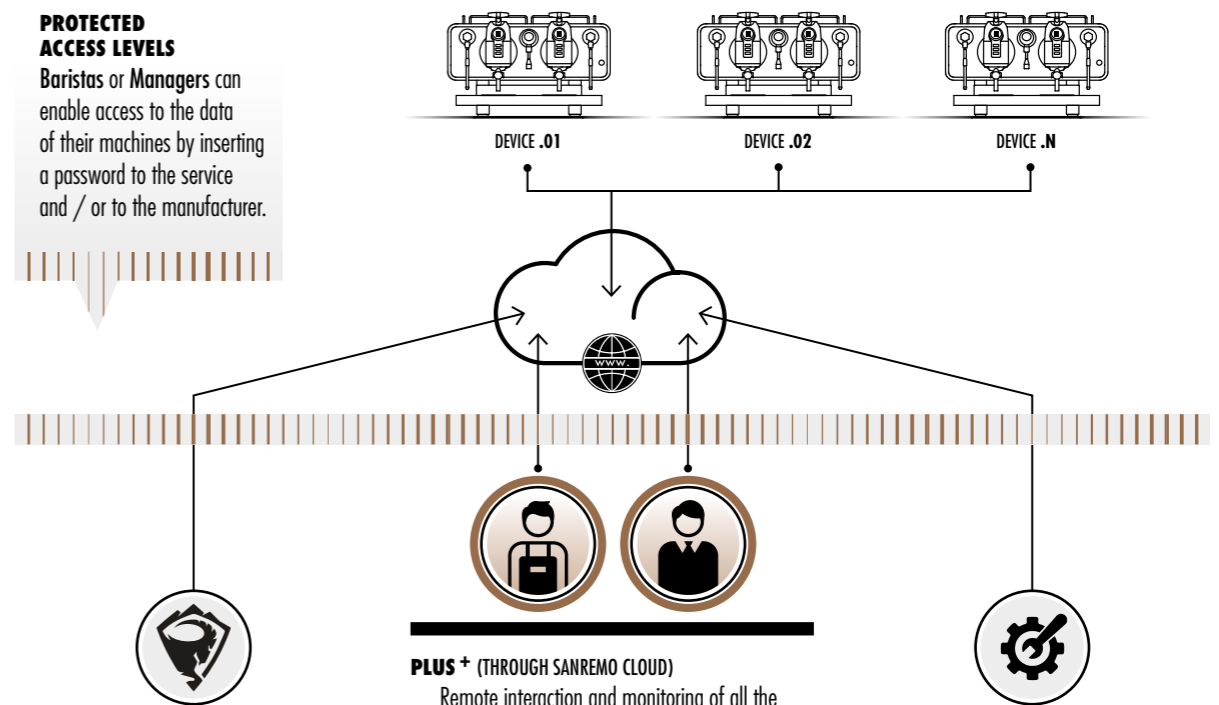 PROTECTED
ACCESS LEVELS
Baristas or Managers can
enable access to the data
of their machines by inserting
a password to the service
and / or to the manufacturer.
DEVICE .01
DEVICE .02
DEVICE .N
WWW.
PLUS + (THROUGH SANREMO CLOUD)
Remote interaction and monitoring of all the